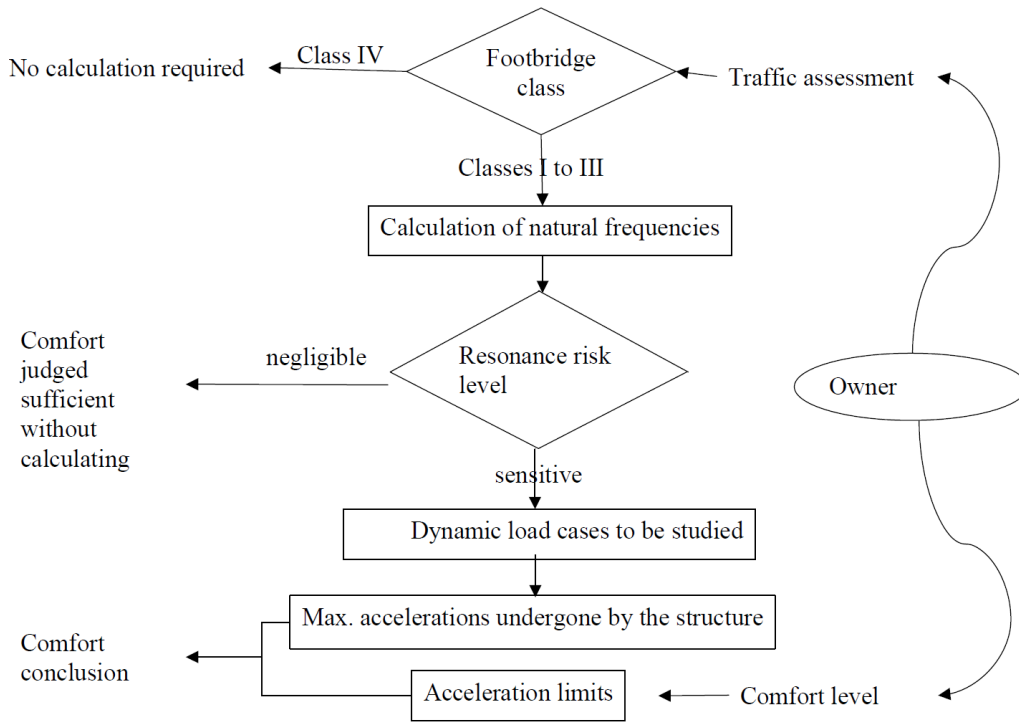 Class IV
No calculation required
Footbridge
class
Traffic assessment
Classes I to III
Calculation of natural frequencies
Comfort
judged
sufficient
without
calculating
negligible
Resonance risk
level
Owner
sensitive
Dynamic load cases to be studied
Max. accelerations undergone by the structure
Comfort
conclusion
Acceleration limits
Comfort level